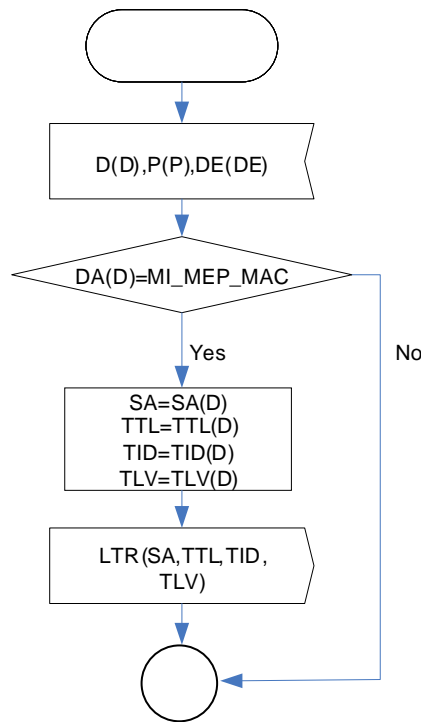 D(D),P(P),DE(DE)
DA(D)=MI_MEP_MAC
Yes
No
SA=SA(D)
TTL=TTL(D)
TID=TID(D)
TLV=TLV(D)
LTR(SA,TTL,TID,
TLV)